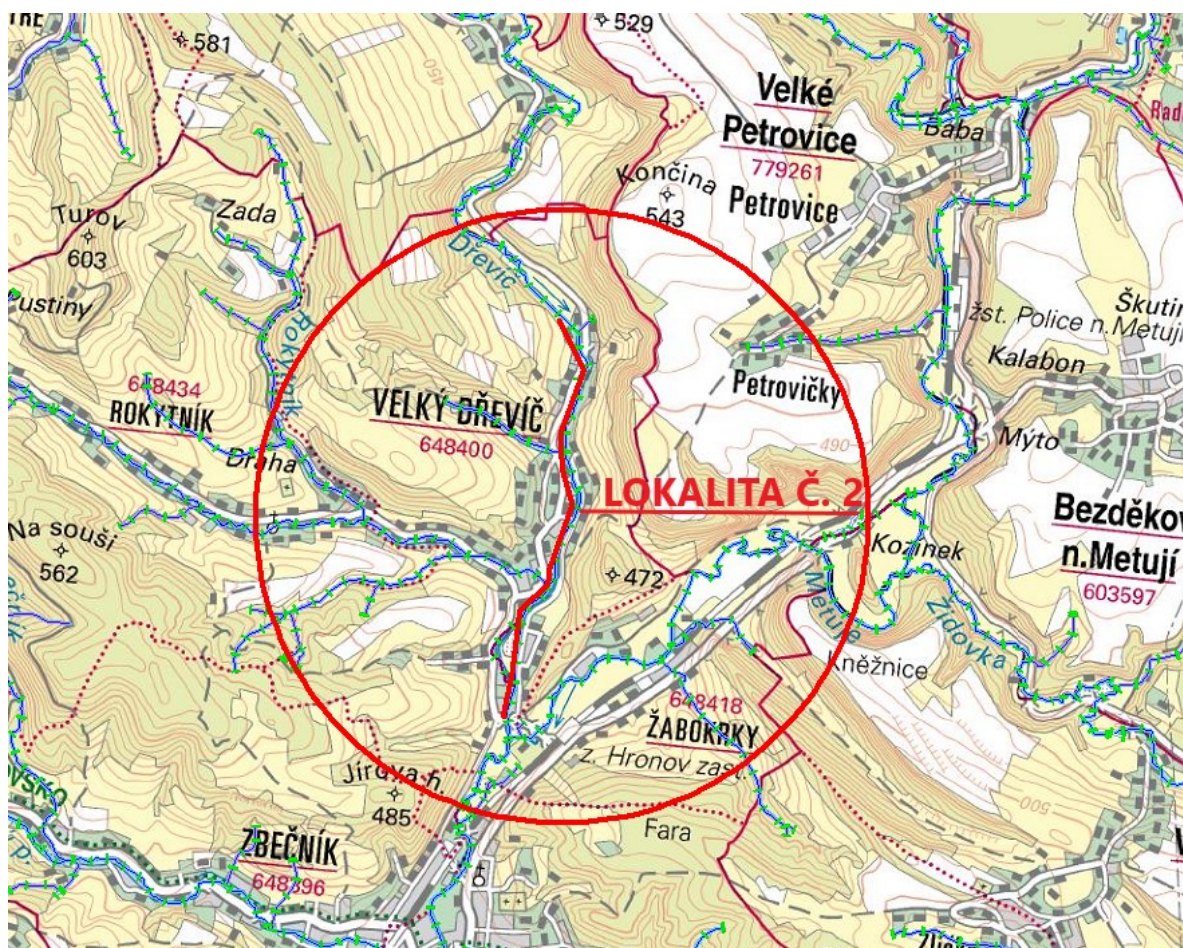 581
529
450
Velké
Petrovice
779261
Baba
Končina
543
Petrovice
Turov
603
Zada
Dřevíč
Škutin
žst. Police n.Metují
Kalabon
Rokytník
648434
ROKYTNÍK
VELKÝ DŘEVÍČ
648400
Petrovičky
490
Mýto
Draha
LOKALITA Č. 2
Bezděkov
n.Metují
603597
Na souši
562
472
Kozínek
Metuje
Židovka
Kněžnice
648418
ŽABOKRKY
z. Hronov zast.
Jírova h.
485
500
Fara
ZBEČNÍK
648396